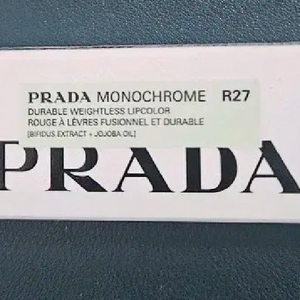 PRADA MONOCHROME R27
DURABLE WEIGHTLESS LIPCOLOR
ROUGE À LÈVRES FUSIONNEL ET DURABLE
[BIFIDUS EXTRACT + JOJOBA OIL]
PRADA